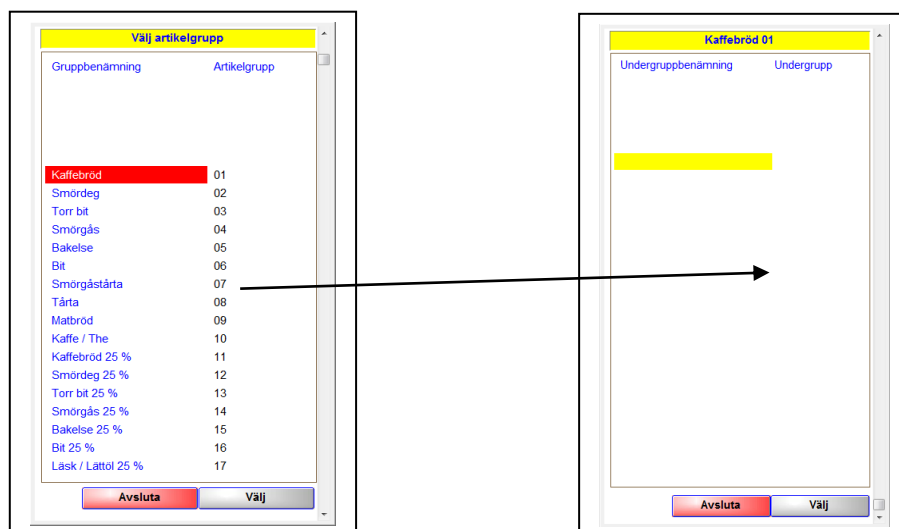 Välj artikelgrupp
Gruppbenämning Artikelgrupp
Kaffebröd 01
Smördeg 02
Torr bit 03
Smörgås 04
Bakelse 05
Bit 06
Smörgåstårta 07
Tårta 08
Matbröd 09
Kaffe / The 10
Kaffebröd 25 % 11
Smördeg 25 % 12
Torr bit 25 % 13
Smörgås 25 % 14
Bakelse 25 % 15
Bit 25 % 16
Läsk / Lättöl 25 % 17
Avsluta Välj
Kaffebröd 01
Undergruppbenämning Undergrupp
Avsluta Välj